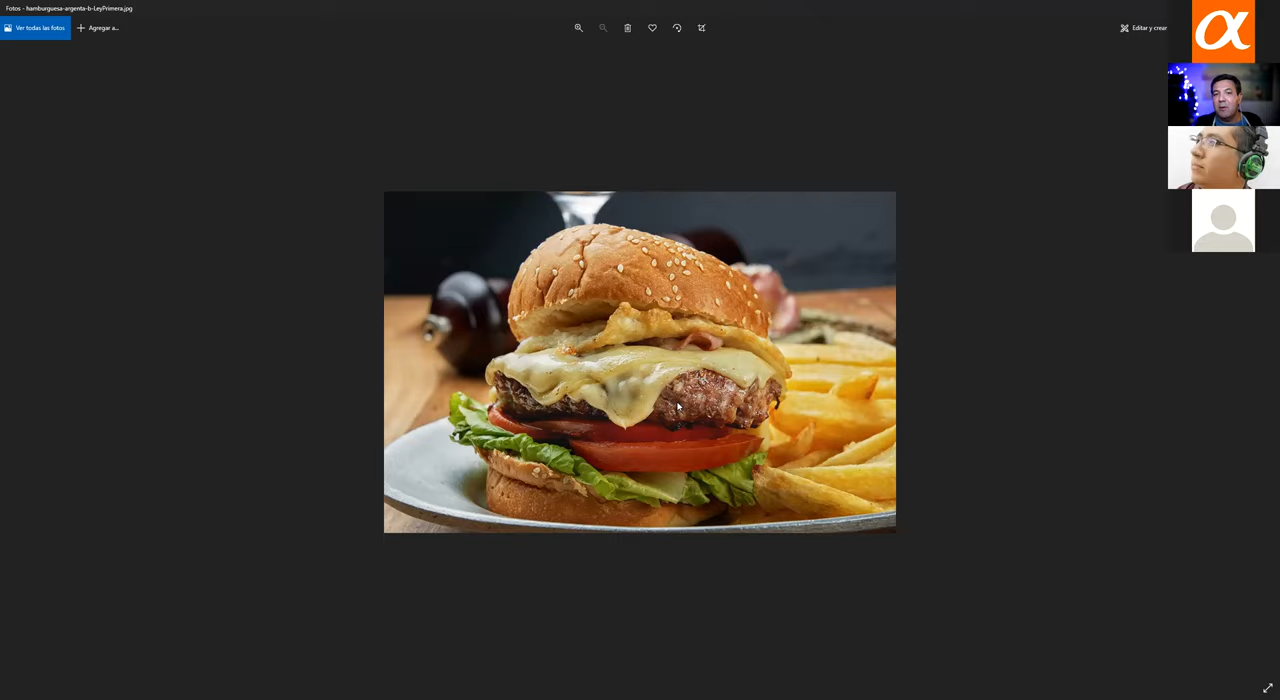 Fotos - hamburguesa-argenta-b-LeyPrimera.jpg
Ver todas las fotos
Agregar a...
Editar y crear
α